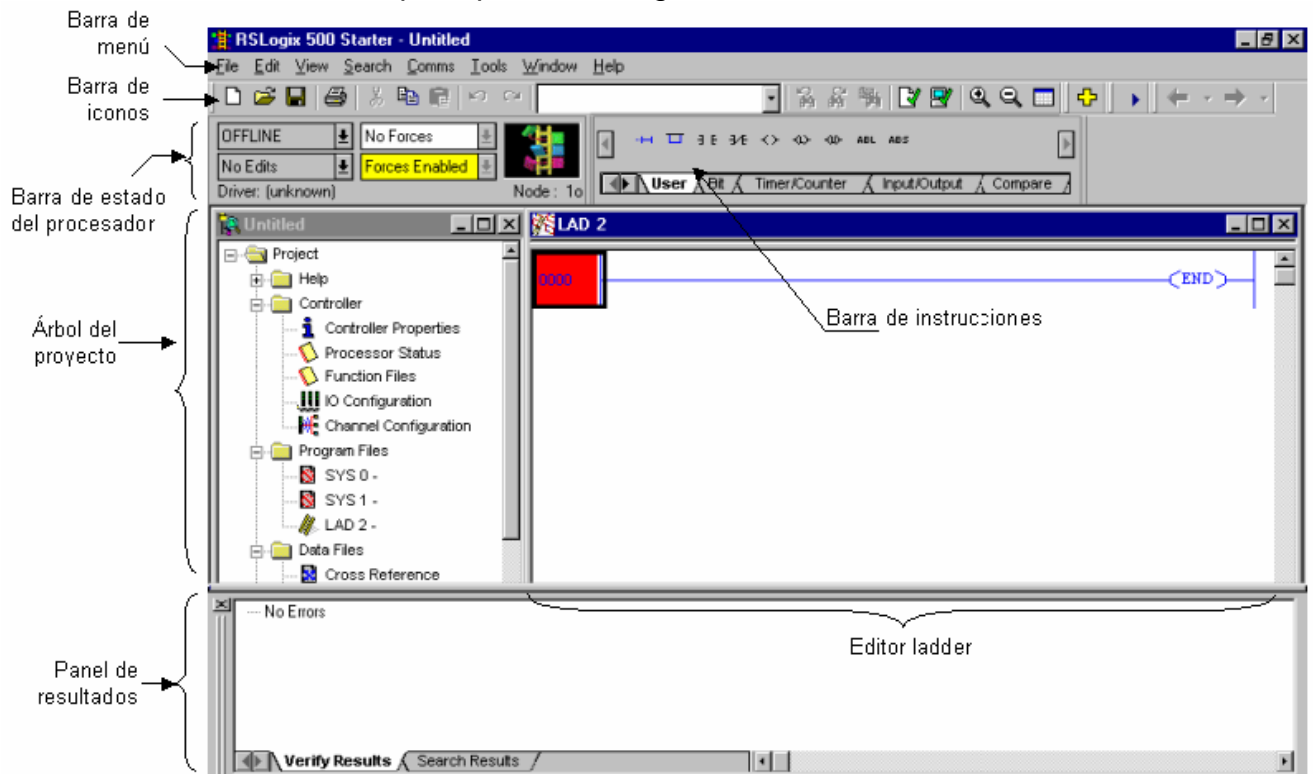 Barra de
menú
RSLogix 500 Starter - Untitled
File Edit View Search Comms Tools Window Help
Barra de
iconos
OFFLINE
No Forces
No Edits
Forces Enabled
Driver: (unknown)
Node : 1o
ABL ABS
User Bit Timer/Counter Input/Output Compare
Barra de estado
del procesador
Untitled
LAD 2
Project
Help
Controller
Controller Properties
Processor Status
Function Files
IO Configuration
Channel Configuration
Program Files
SYS 0 -
SYS 1 -
LAD 2 -
Data Files
Cross Reference
0000
END
Barra de instrucciones
Árbol del
proyecto
No Errors
Editor ladder
Panel de
resultados
Verify Results Search Results